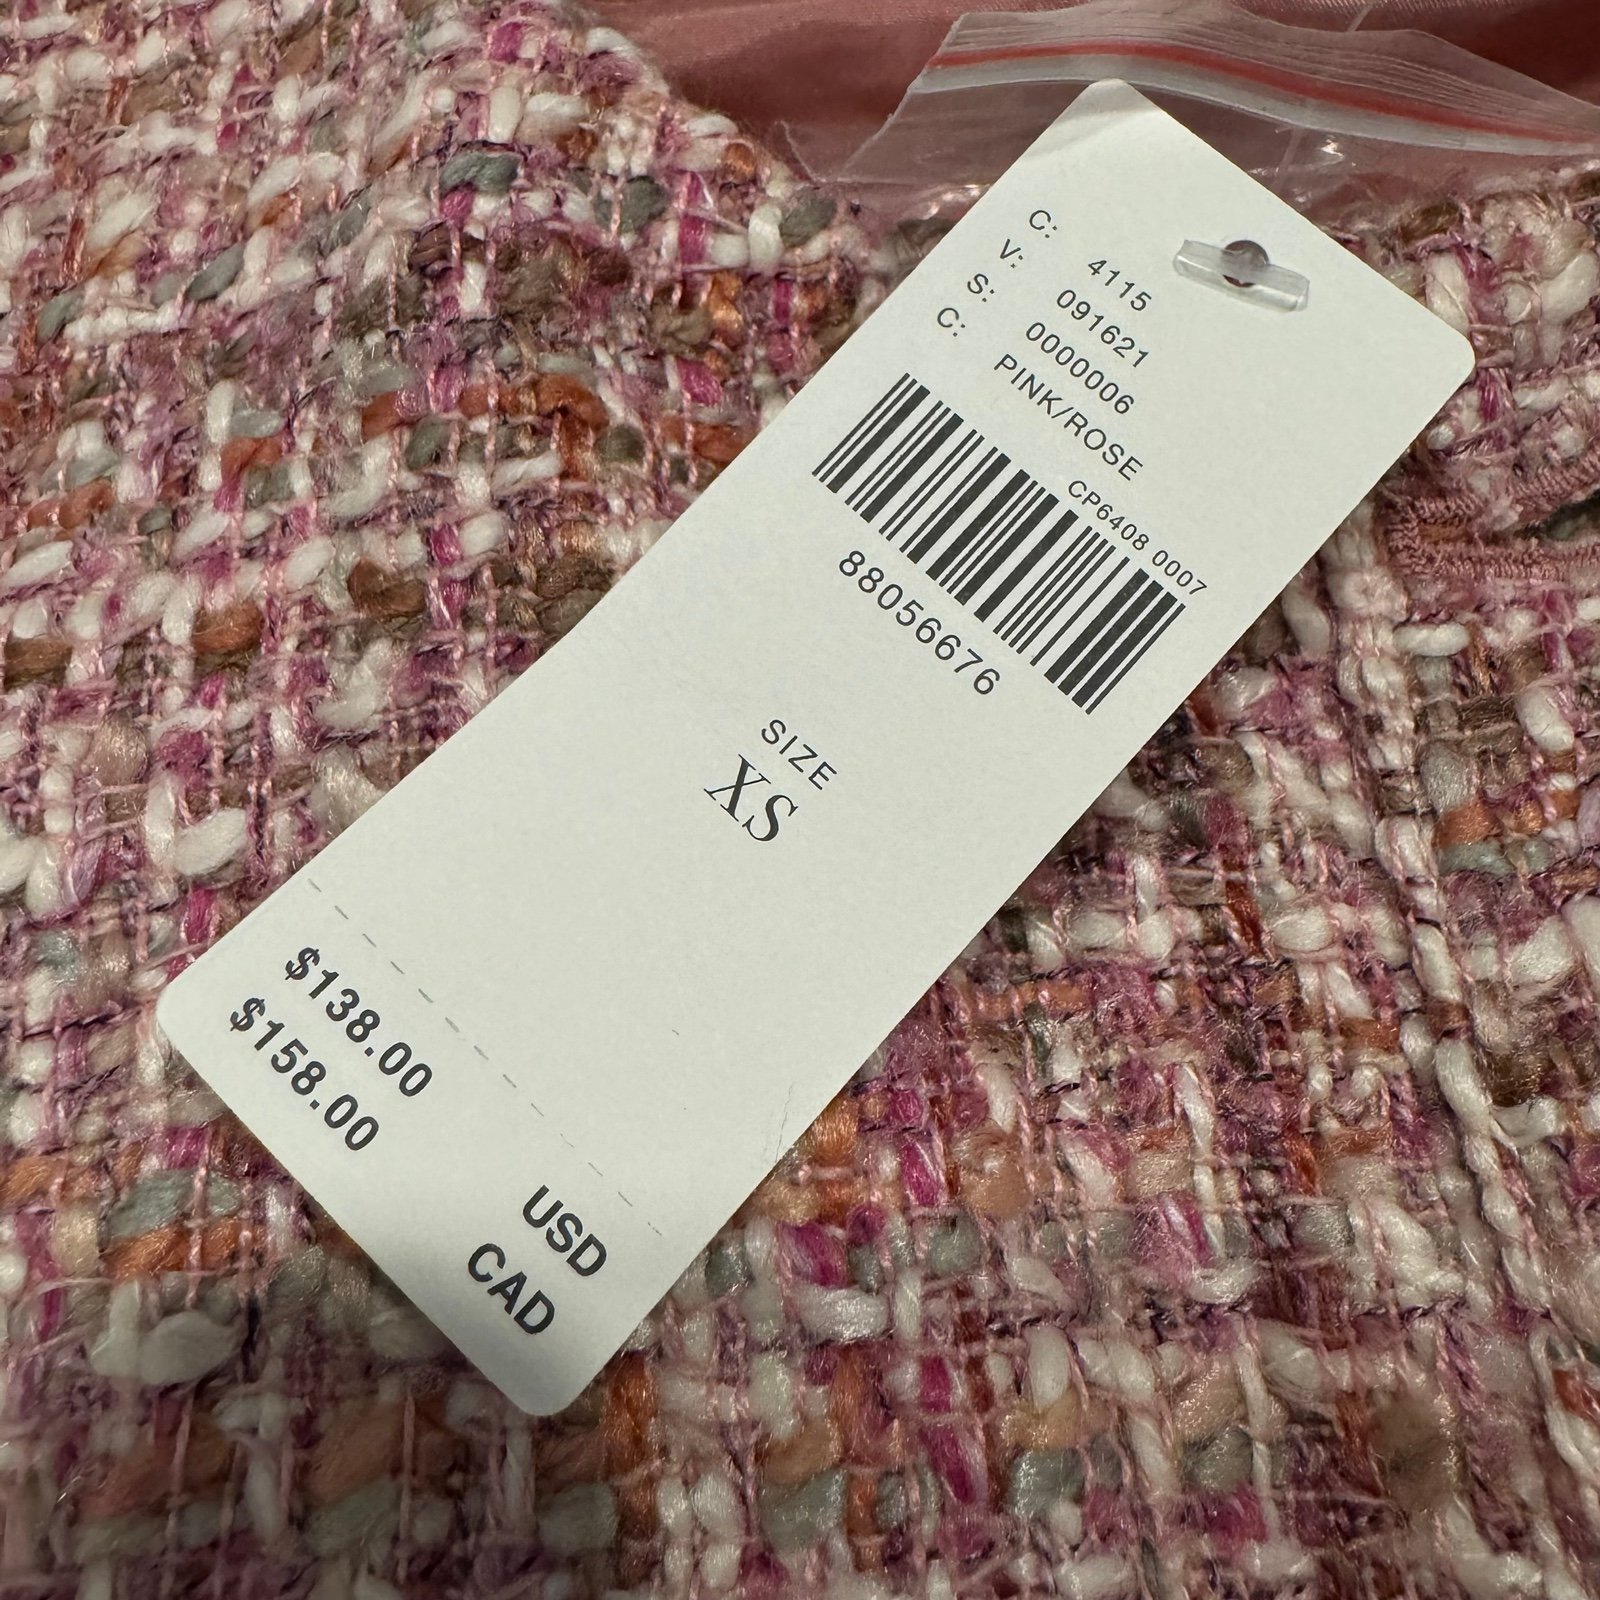 C: 4115
V: 091621
S: 0000006
C: PINK/ROSE
CP6408 0007
88056676
SIZE
XS
$138.00 USD
$158.00 CAD